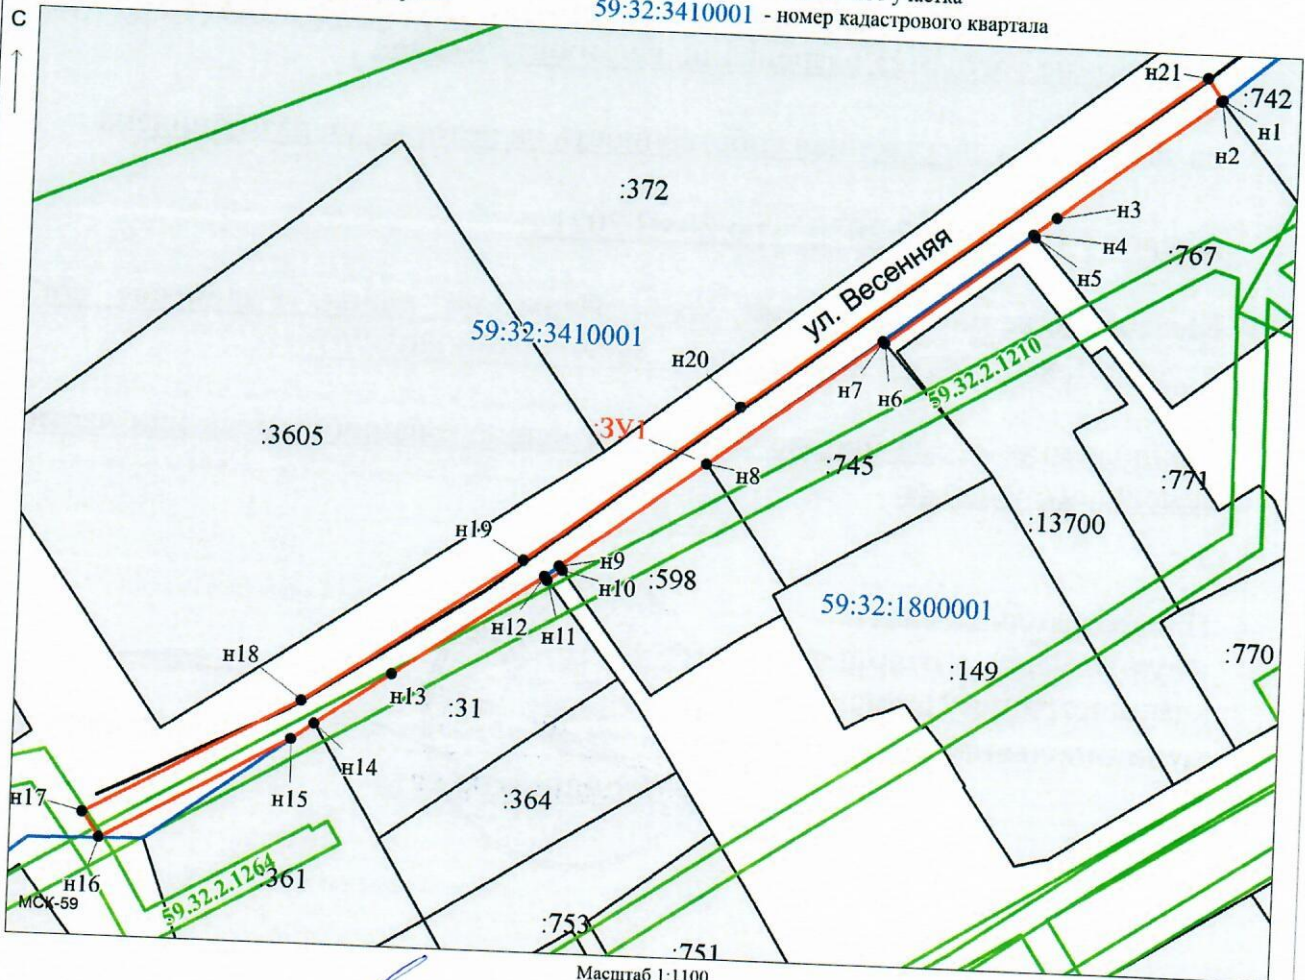 С
59:32:3410001 - номер кадастрового квартала
н21
:742
н1
н2
:372
н3
н4
:767
ул. Весенняя
н5
59:32:3410001
н20
59.32.2.1210
н7
н6
:ЗУ1
:3605
:745
н8
:771
:13700
н19
н9
:598
н10
59:32:1800001
н12
н11
н18
:770
:149
н13
:31
н14
н17
н15
:364
59.32.2.1264
:361
н16
МСК-59
:753
:751
Масштаб 1:1100